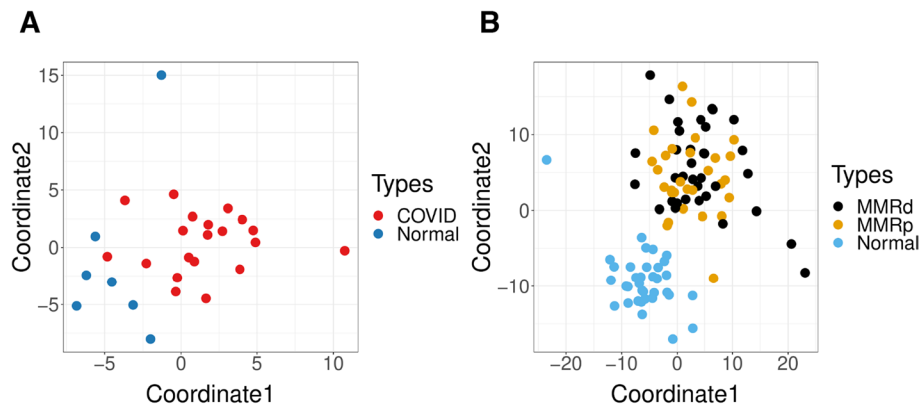 A
Coordinate2
15
10
5
0
−5
−5
0
5
10
Coordinate1
Types
COVID
Normal
B
Coordinate2
10
0
−10
−20
−10
0
10
20
Coordinate1
Types
MMRd
MMRp
Normal